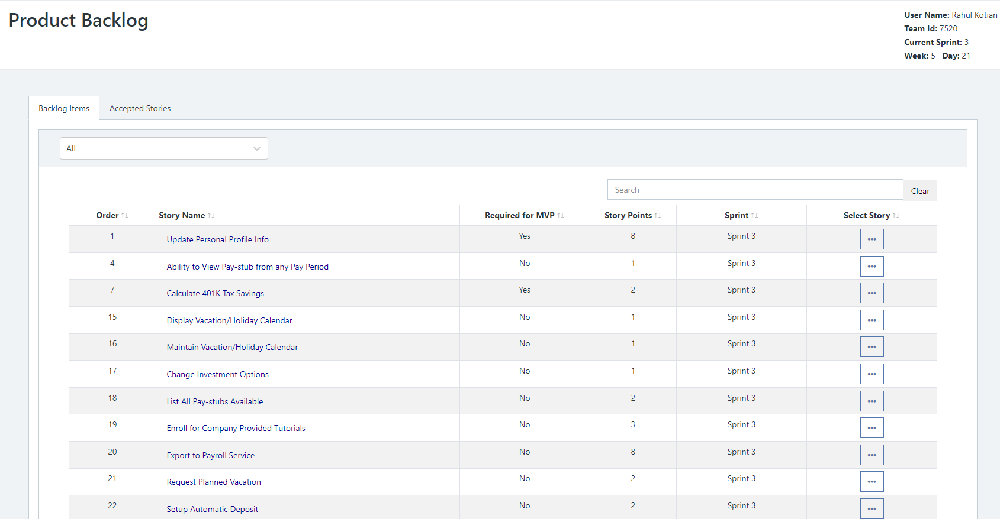 Product Backlog
User Name: Rahul Kotian
Team Id: 7520
Current Sprint: 3
Week: 5 Day: 21
Backlog Items Accepted Stories
All
Search Clear
Order Story Name Required for MVP Story Points Sprint Select Story
1 Update Personal Profile Info Yes 8 Sprint 3 •••
4 Ability to View Pay-stub from any Pay Period No 1 Sprint 3 •••
7 Calculate 401K Tax Savings Yes 2 Sprint 3 •••
15 Display Vacation/Holiday Calendar No 1 Sprint 3 •••
16 Maintain Vacation/Holiday Calendar No 1 Sprint 3 •••
17 Change Investment Options No 1 Sprint 3 •••
18 List All Pay-stubs Available No 2 Sprint 3 •••
19 Enroll for Company Provided Tutorials No 3 Sprint 3 •••
20 Export to Payroll Service No 8 Sprint 3 •••
21 Request Planned Vacation No 2 Sprint 3 •••
22 Setup Automatic Deposit No 2 Sprint 3 •••